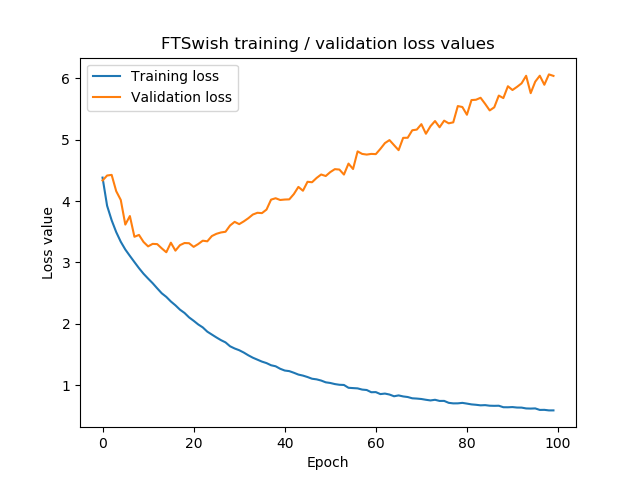 FTSwish training / validation loss values
Training loss
Validation loss
6
5
4
3
2
1
Loss value
0 20 40 60 80 100
Epoch